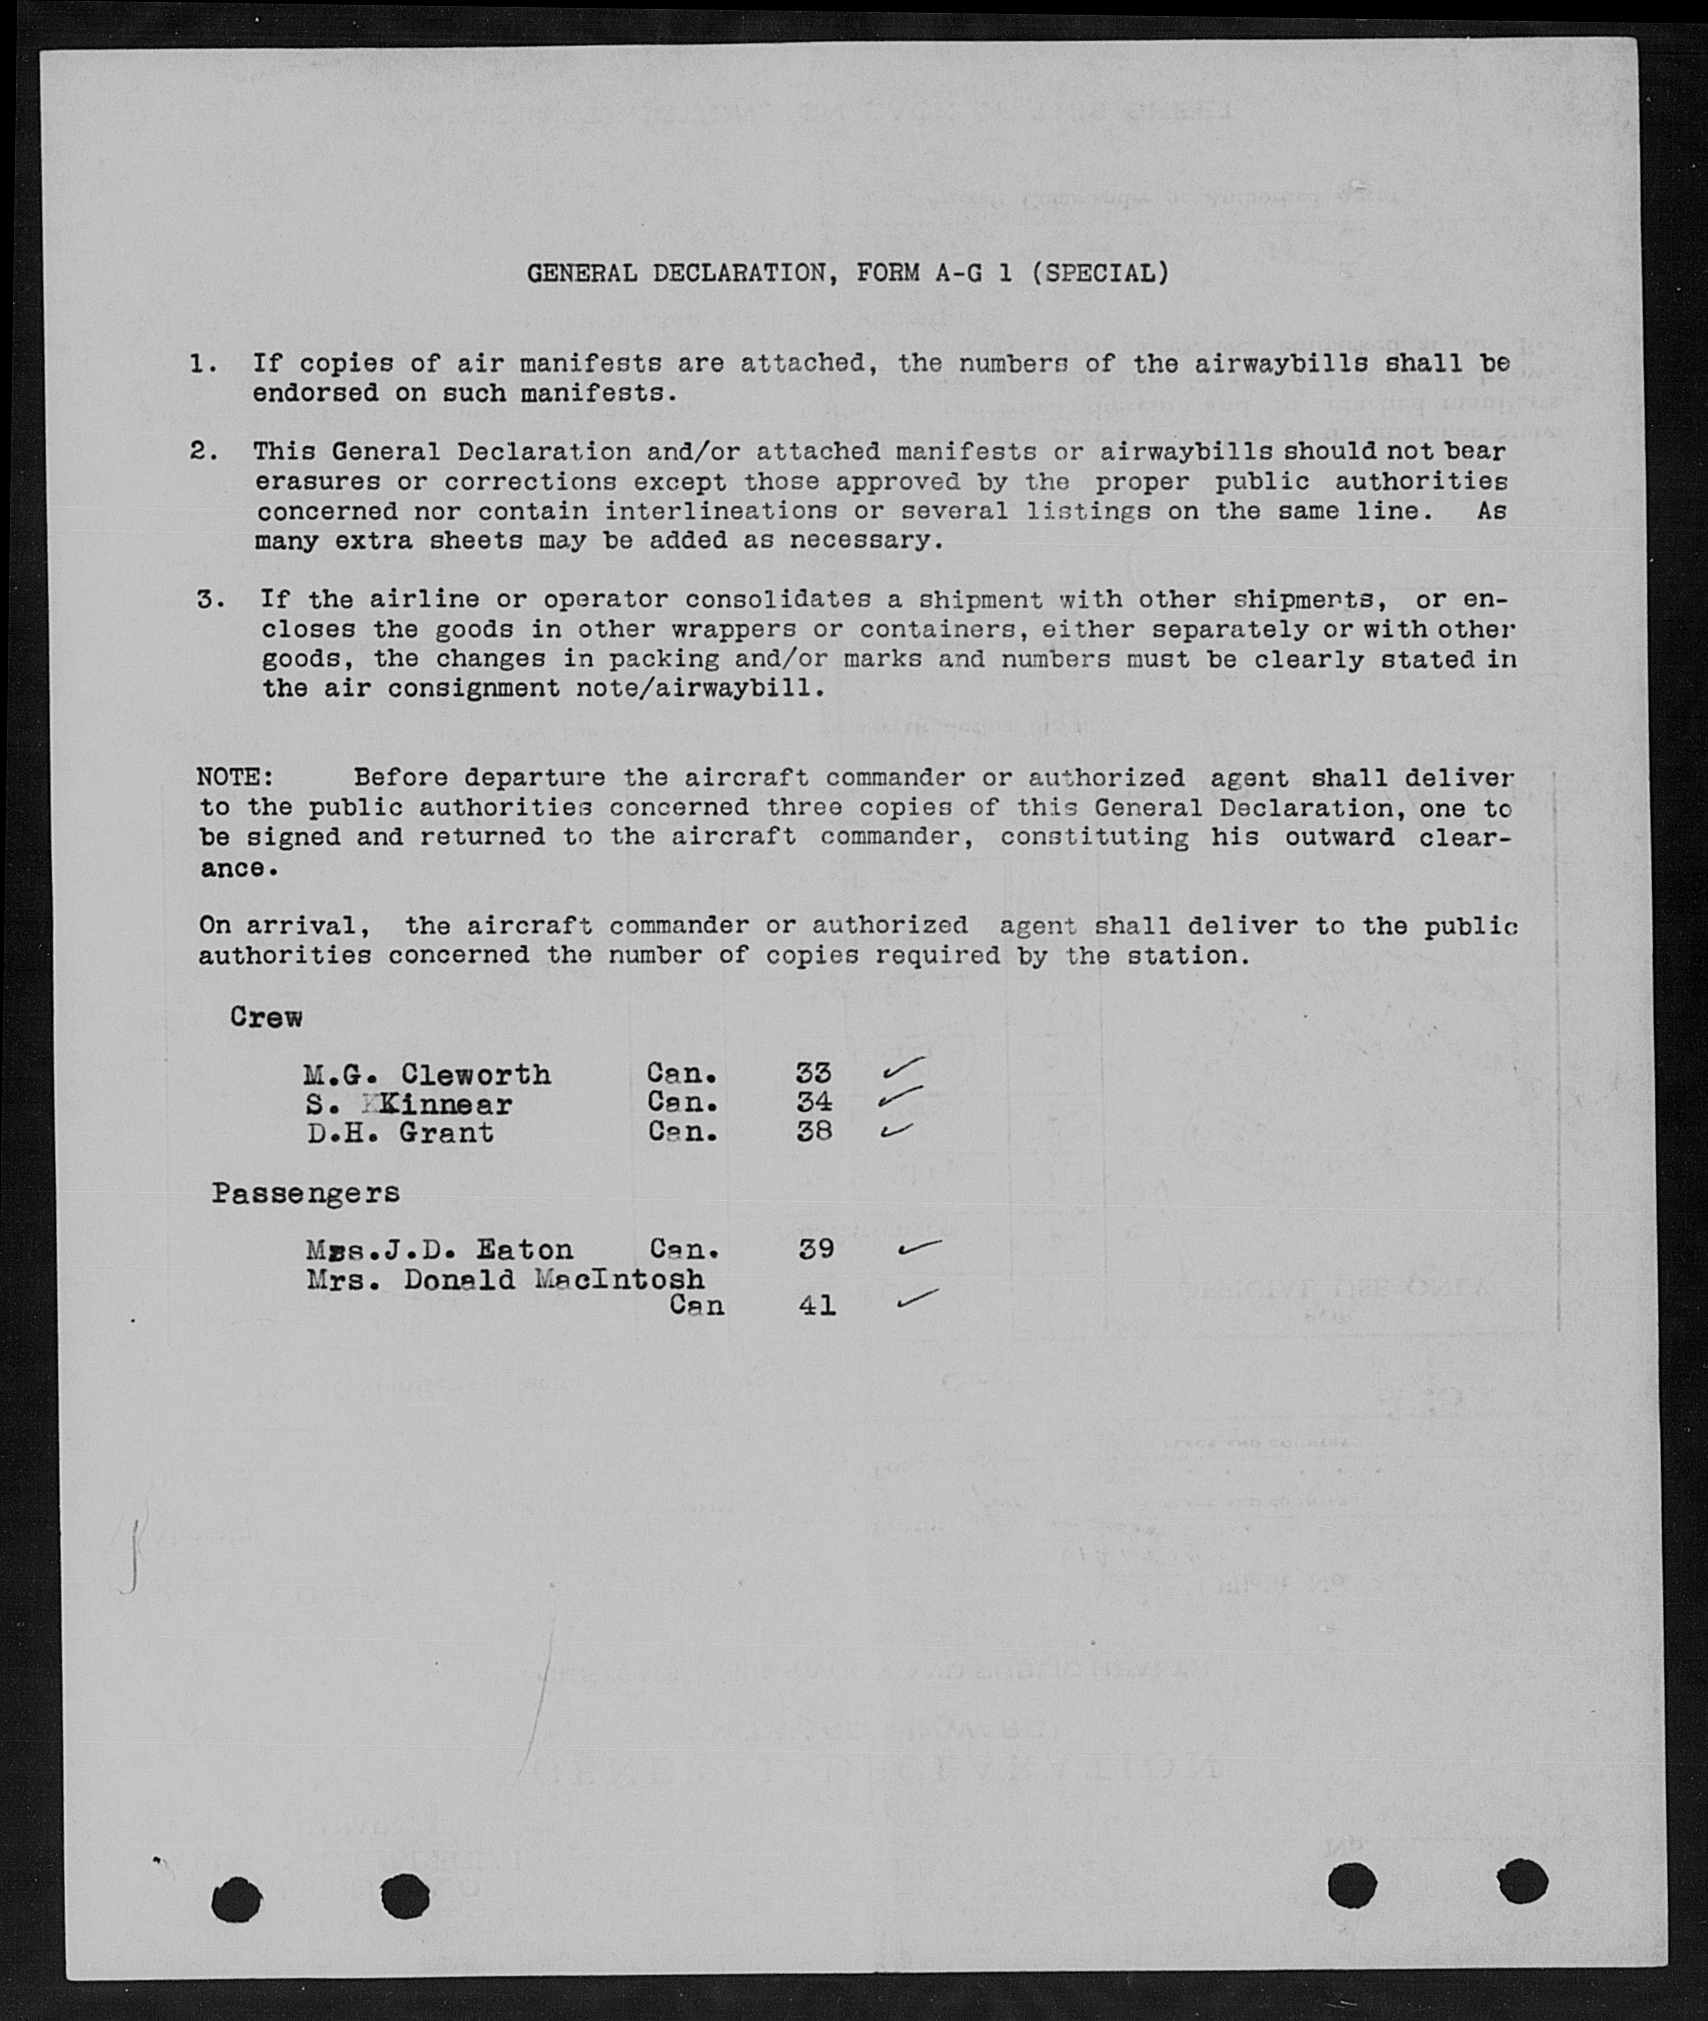 GENERAL DECLARATION, FORM A-G 1 (SPECIAL)
1. If copies of air manifests are attached, the numbers of the airwaybills shall be
endorsed on such manifests.
2. This General Declaration and/or attached manifests or airwaybills should not bear
erasures or corrections except those approved by the proper public authorities
concerned nor contain interlineations or several listings on the same line. As
many extra sheets may be added as necessary.
3. If the airline or operator consolidates a shipment with other shipments, or en-
closes the goods in other wrappers or containers, either separately or with other
goods, the changes in packing and/or marks and numbers must be clearly stated in
the air consignment note/airwaybill.
NOTE: Before departure the aircraft commander or authorized agent shall deliver
to the public authorities concerned three copies of this General Declaration, one to
be signed and returned to the aircraft commander, constituting his outward clear-
ance.
On arrival, the aircraft commander or authorized agent shall deliver to the public
authorities concerned the number of copies required by the station.
Crew
M.G. Cleworth Can. 33 ✓
S. Kinnear Can. 34 ✓
D.H. Grant Can. 38 ✓
Passengers
Mrs.J.D. Eaton Can. 39 ✓
Mrs. Donald MacIntosh
Can 41 ✓